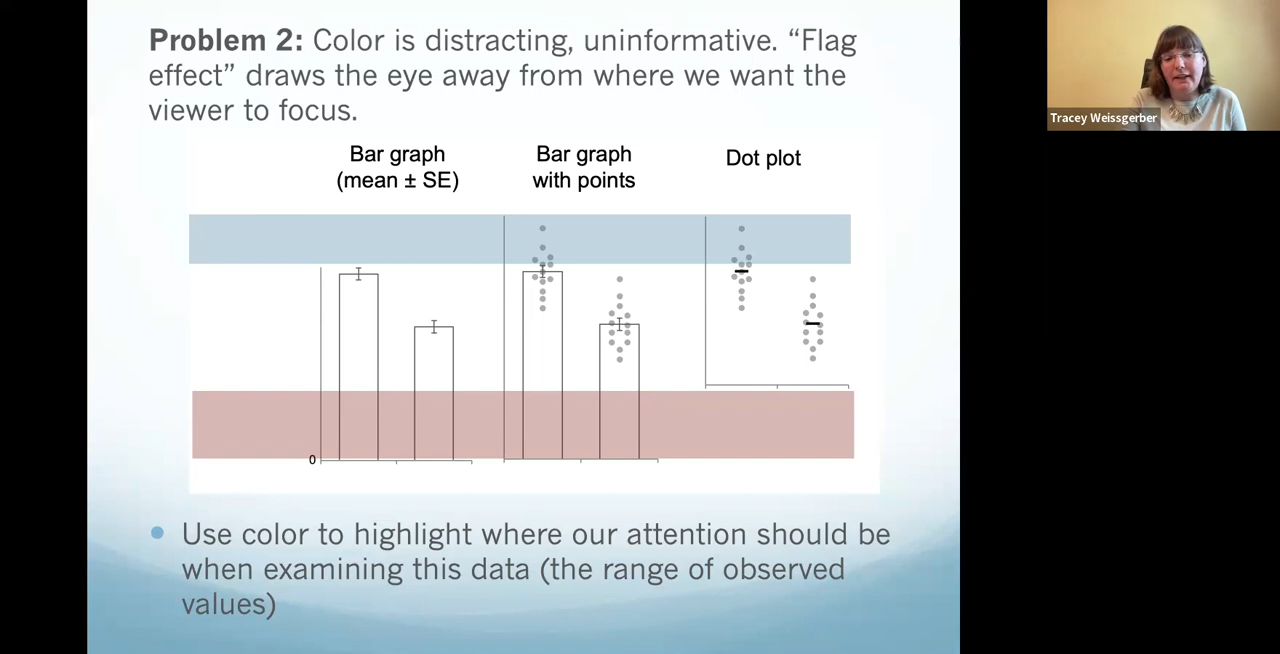 Problem 2: Color is distracting, uninformative. “Flag
effect” draws the eye away from where we want the
viewer to focus.
Tracey Weissgerber
Bar graph
(mean ± SE)
Bar graph
with points
Dot plot
0
Use color to highlight where our attention should be
when examining this data (the range of observed
values)